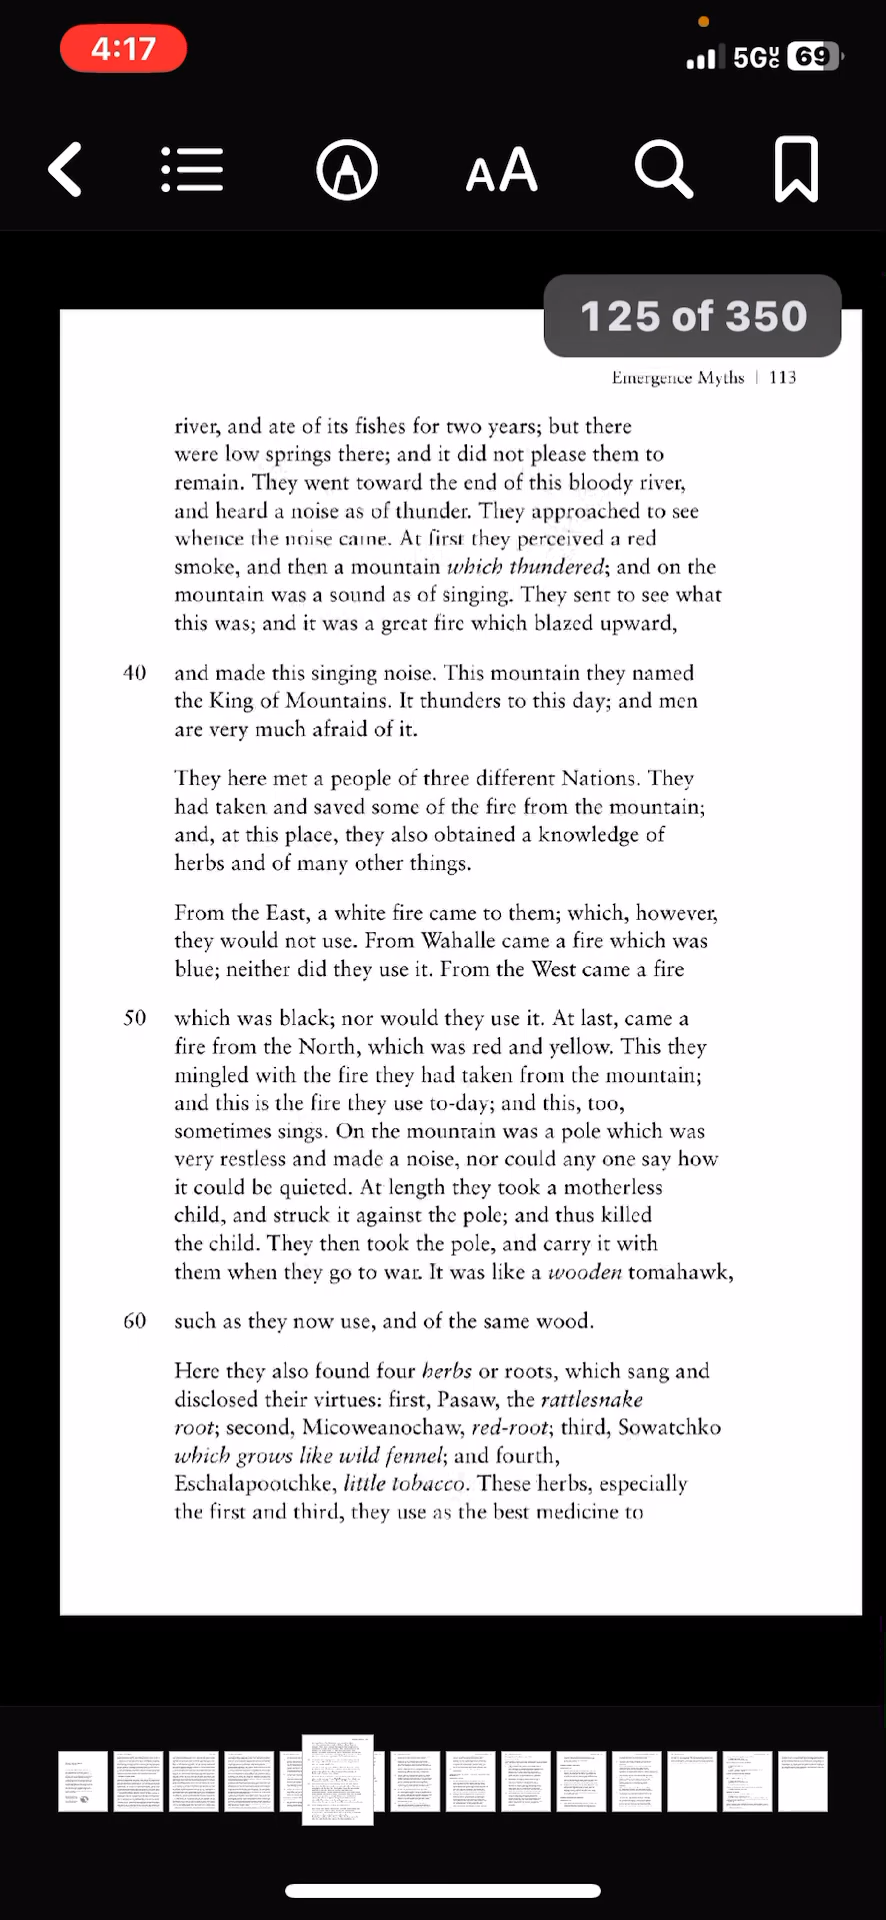 4:17
5G
69
AA
125 of 350
Emergence Myths | 113
river, and ate of its fishes for two years; but there
were low springs there; and it did not please them to
remain. They went toward the end of this bloody river,
and heard a noise as of thunder. They approached to see
whence the noise came. At first they perceived a red
smoke, and then a mountain which thundered; and on the
mountain was a sound as of singing. They sent to see what
this was; and it was a great fire which blazed upward,
40 and made this singing noise. This mountain they named
the King of Mountains. It thunders to this day; and men
are very much afraid of it.
They here met a people of three different Nations. They
had taken and saved some of the fire from the mountain;
and, at this place, they also obtained a knowledge of
herbs and of many other things.
From the East, a white fire came to them; which, however,
they would not use. From Wahalle came a fire which was
blue; neither did they use it. From the West came a fire
50 which was black; nor would they use it. At last, came a
fire from the North, which was red and yellow. This they
mingled with the fire they had taken from the mountain;
and this is the fire they use to-day; and this, too,
sometimes sings. On the mountain was a pole which was
very restless and made a noise, nor could any one say how
it could be quieted. At length they took a motherless
child, and struck it against the pole; and thus killed
the child. They then took the pole, and carry it with
them when they go to war. It was like a wooden tomahawk,
60 such as they now use, and of the same wood.
Here they also found four herbs or roots, which sang and
disclosed their virtues: first, Pasaw, the rattlesnake
root; second, Micoweanochaw, red-root; third, Sowatchko
which grows like wild fennel; and fourth,
Eschalapootchke, little tobacco. These herbs, especially
the first and third, they use as the best medicine to